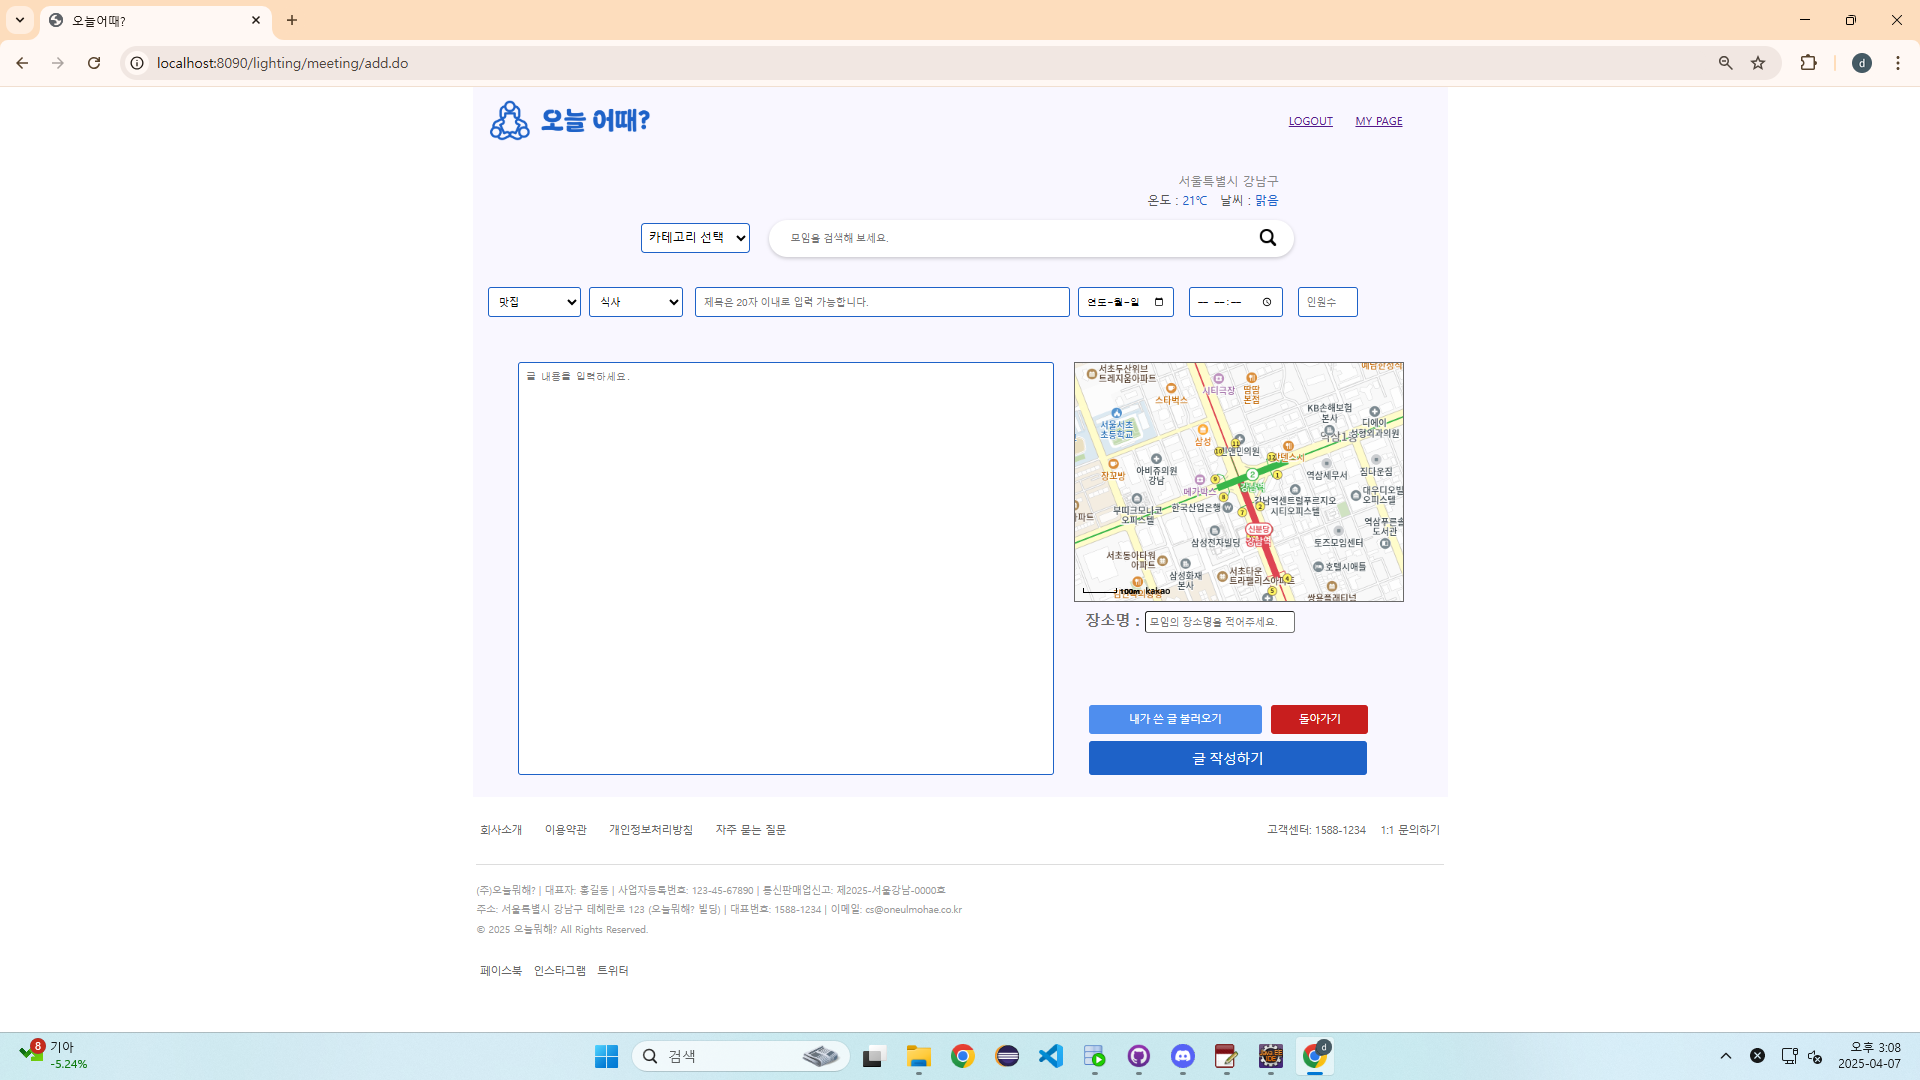 오늘어때?
localhost:8090/lighting/meeting/add.do
d
오늘 어때?
LOGOUT MY PAGE
서울특별시 강남구
온도 : 21℃ 날씨 : 맑음
카테고리 선택 모임을 검색해 보세요.
맛집 식사 제목은 20자 이내로 입력 가능합니다. 연도-월-일 -- --:-- 인원수
글 내용을 입력하세요.
서초두산위브
트레지움아파트
시티극장
땀땀
본점
스타벅스
KB손해보험
본사
디에이
성형외과의원
역삼1동
서울서초
초등학교
삼성
장꼬방
아비쥬의원
강남
메가박스
역삼세무서
짐다운짐
대우디오빌
오피스텔
부띠크모나코
오피스텔
한국산업은행
강남역센트럴푸르지오
시티오피스텔
역삼푸른솔
도서관
신분당
강남역
삼성전자빌딩
토즈모임센터
서초동아타워
아파트
삼성화재
본사
서초타운
트라팰리스아파트
호텔시애틀
쌍용플래티넘
100m kakao
장소명 : 모임의 장소명을 적어주세요.
내가 쓴 글 불러오기 돌아가기
글 작성하기
회사소개 이용약관 개인정보처리방침 자주 묻는 질문 고객센터: 1588-1234 1:1 문의하기
(주)오늘뭐해? | 대표자: 홍길동 | 사업자등록번호: 123-45-67890 | 통신판매업신고: 제2025-서울강남-0000호
주소: 서울특별시 강남구 테헤란로 123 (오늘뭐해? 빌딩) | 대표번호: 1588-1234 | 이메일: cs@oneulmohae.co.kr
© 2025 오늘뭐해? All Rights Reserved.
페이스북 인스타그램 트위터
8
기아
-5.24%
검색
d
오후 3:08
2025-04-07